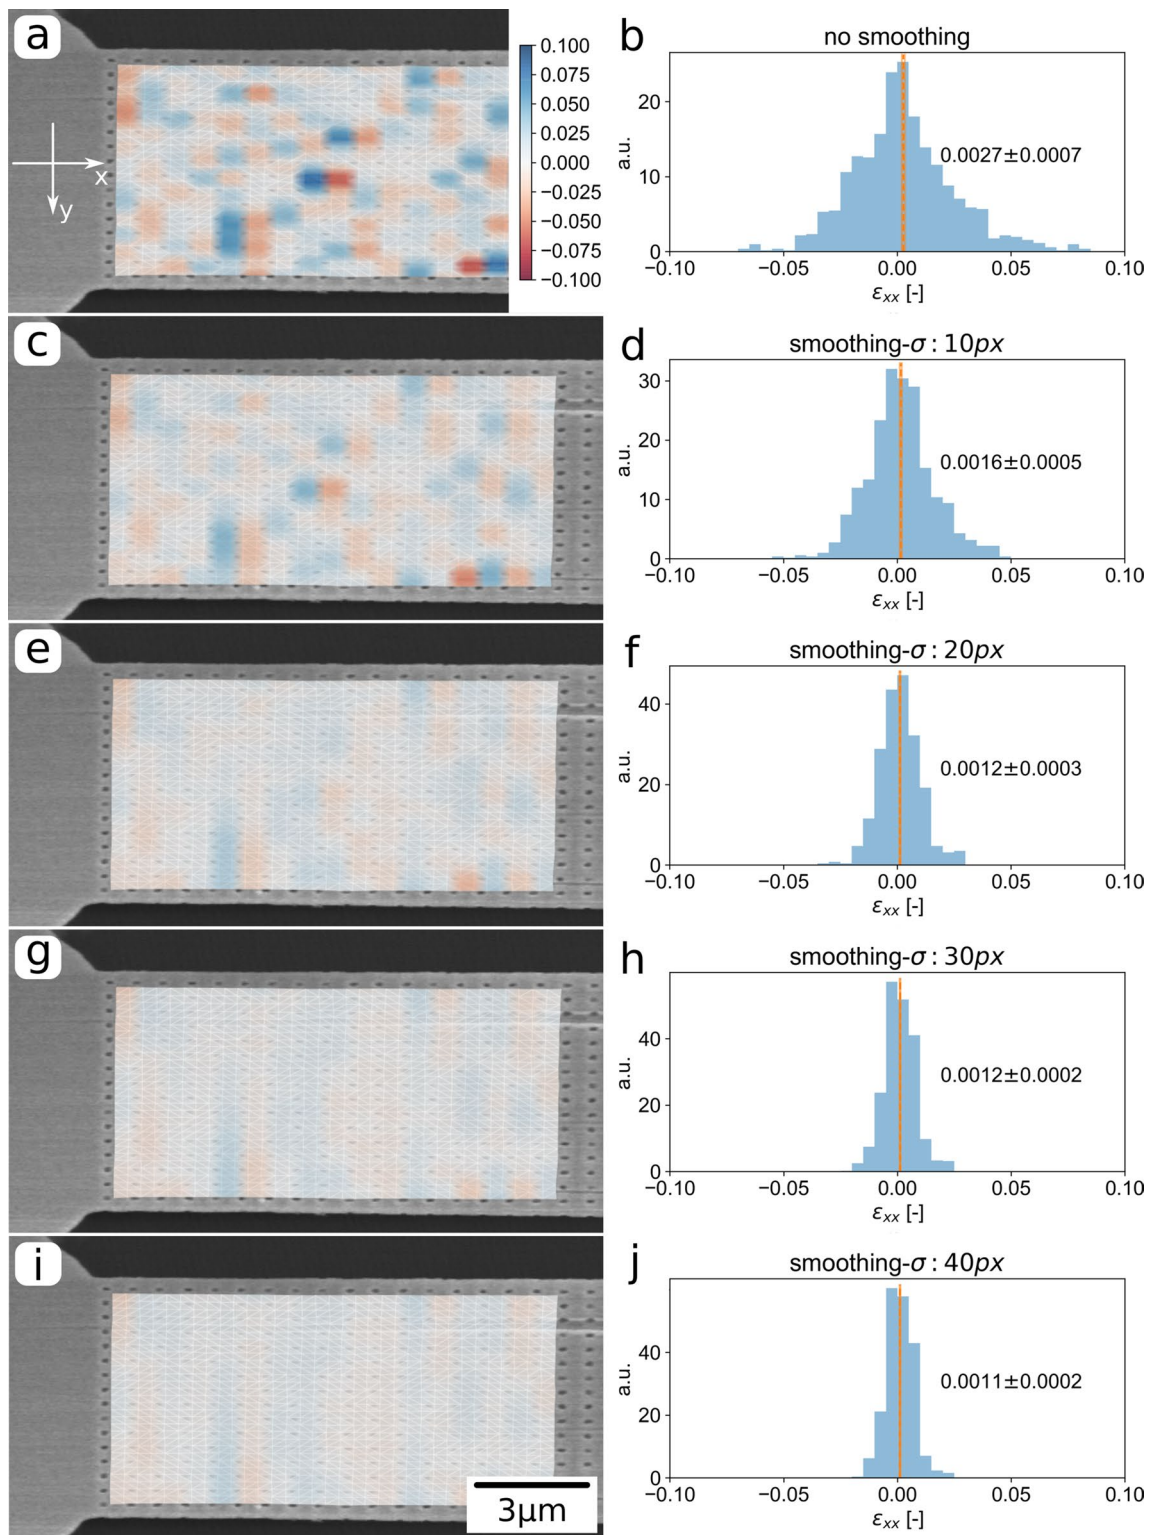 a
x
y
0.100
0.075
0.050
0.025
0.000
−0.025
−0.050
−0.075
−0.100
b
no smoothing
a.u.
20
10
0
0.0027±0.0007
−0.10 −0.05 0.00 0.05 0.10
εxx [-]
c
d
smoothing-σ : 10px
a.u.
30
20
10
0
0.0016±0.0005
−0.10 −0.05 0.00 0.05 0.10
εxx [-]
e
f
smoothing-σ : 20px
a.u.
40
20
0
0.0012±0.0003
−0.10 −0.05 0.00 0.05 0.10
εxx [-]
g
h
smoothing-σ : 30px
a.u.
40
20
0
0.0012±0.0002
−0.10 −0.05 0.00 0.05 0.10
εxx [-]
i
3μm
j
smoothing-σ : 40px
a.u.
40
20
0
0.0011±0.0002
−0.10 −0.05 0.00 0.05 0.10
εxx [-]